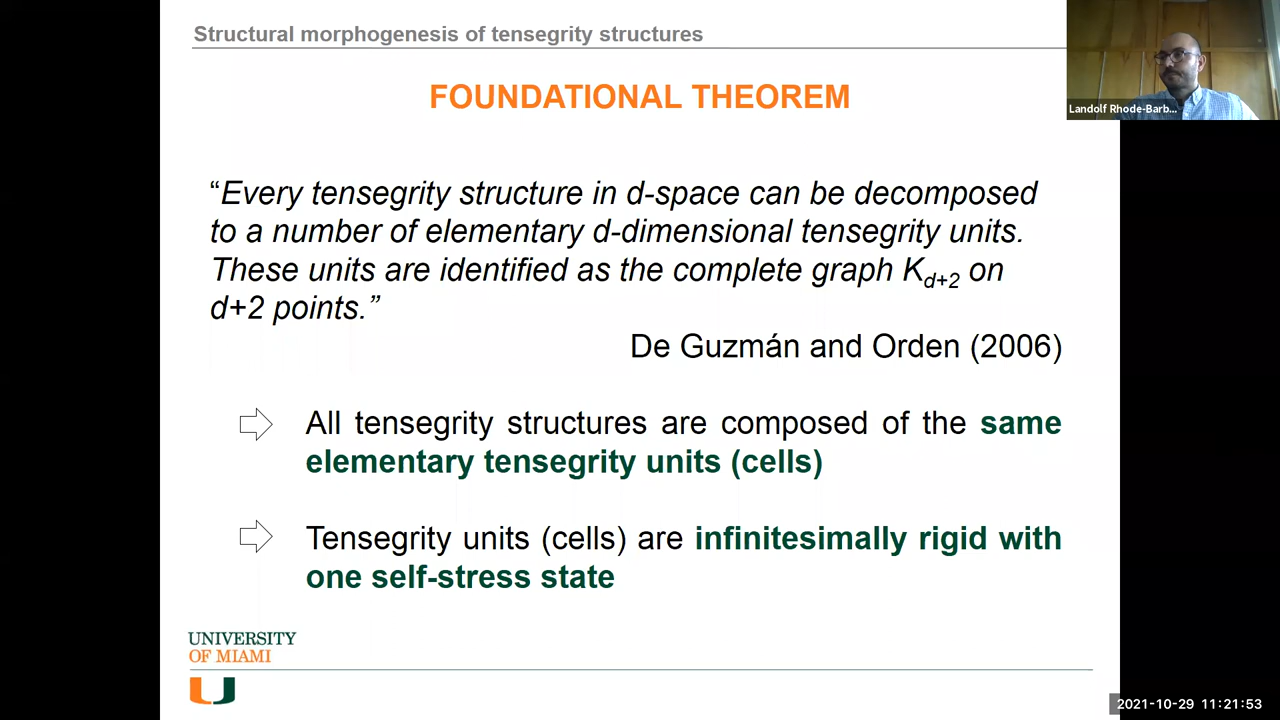 Structural morphogenesis of tensegrity structures
FOUNDATIONAL THEOREM
“Every tensegrity structure in d-space can be decomposed
to a number of elementary d-dimensional tensegrity units.
These units are identified as the complete graph Kd+2 on
d+2 points.”
De Guzmán and Orden (2006)
All tensegrity structures are composed of the same
elementary tensegrity units (cells)
Tensegrity units (cells) are infinitesimally rigid with
one self-stress state
UNIVERSITY
OF MIAMI
Landolf Rhode-Barb...
2021-10-29 11:21:53